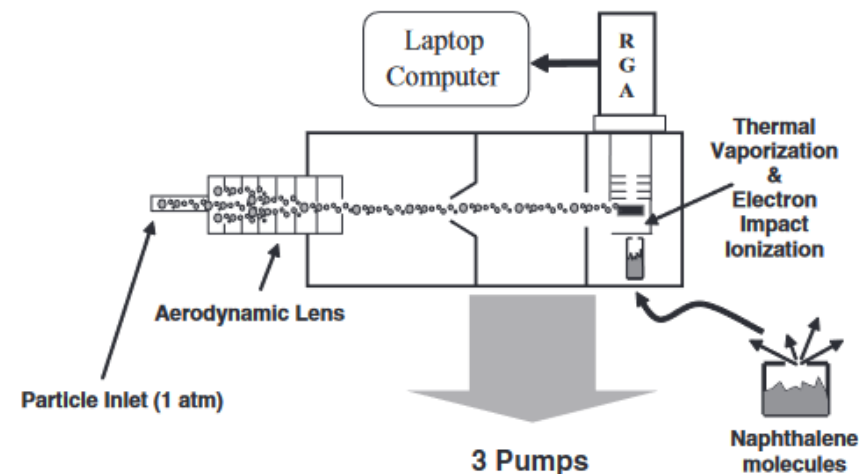 Laptop
Computer
R
G
A
Thermal
Vaporization
&
Electron
Impact
Ionization
Aerodynamic Lens
Particle Inlet (1 atm)
3 Pumps
Naphthalene
molecules